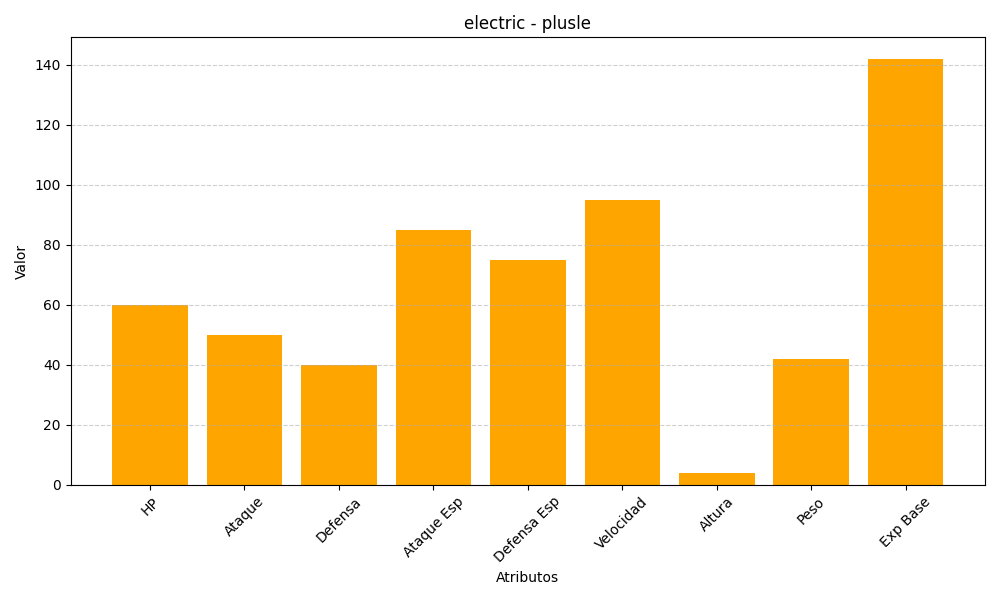 electric - plusle
Valor
140
120
100
80
60
40
20
0
HP
Ataque
Defensa
Ataque Esp
Defensa Esp
Velocidad
Altura
Peso
Exp Base
Atributos